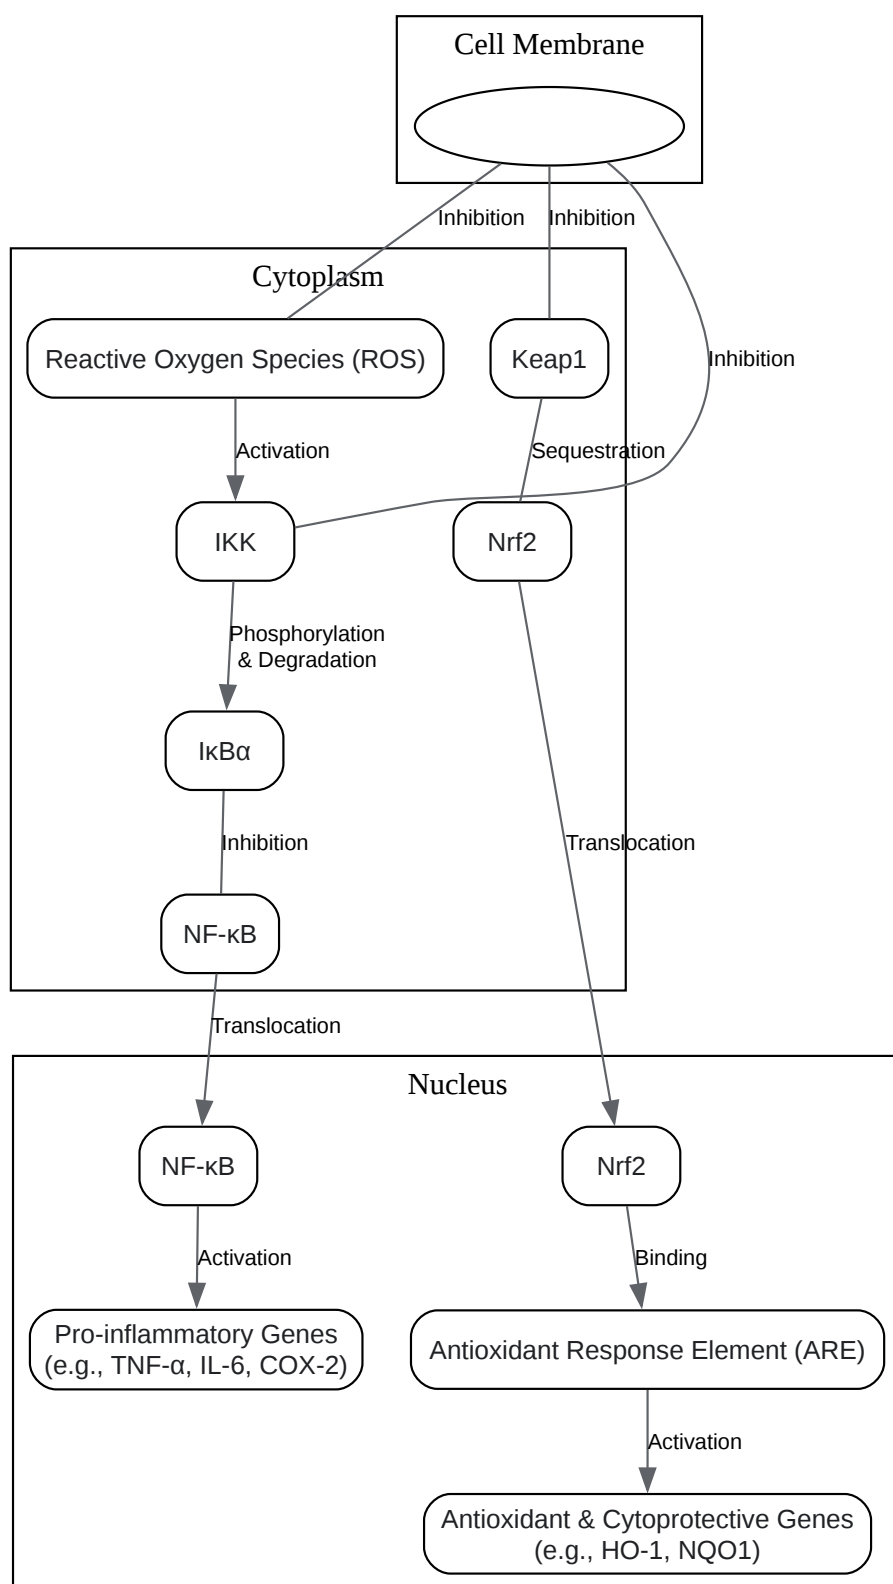 Cell Membrane
Inhibition
Inhibition
Cytoplasm
Reactive Oxygen Species (ROS)
Keap1
Inhibition
Activation
Sequestration
IKK
Nrf2
Phosphorylation
& Degradation
IκBα
Inhibition
Translocation
NF-κB
Translocation
Nucleus
NF-κB
Nrf2
Activation
Binding
Pro-inflammatory Genes
(e.g., TNF-α, IL-6, COX-2)
Antioxidant Response Element (ARE)
Activation
Antioxidant & Cytoprotective Genes
(e.g., HO-1, NQO1)